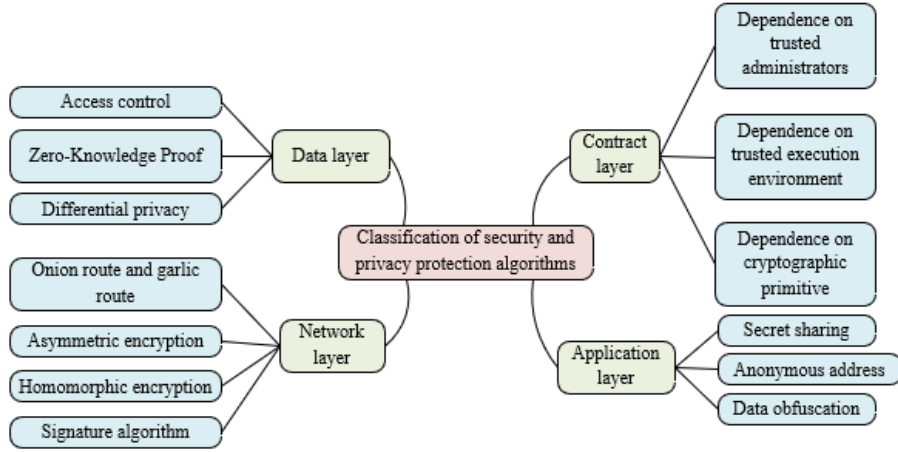 Access control
Zero-Knowledge Proof
Differential privacy
Data layer
Onion route and garlic
route
Asymmetric encryption
Homomorphic encryption
Signature algorithm
Network
layer
Classification of security and
privacy protection algorithms
Contract
layer
Dependence on
trusted
administrators
Dependence on
trusted execution
environment
Dependence on
cryptographic
primitive
Application
layer
Secret sharing
Anonymous address
Data obfuscation